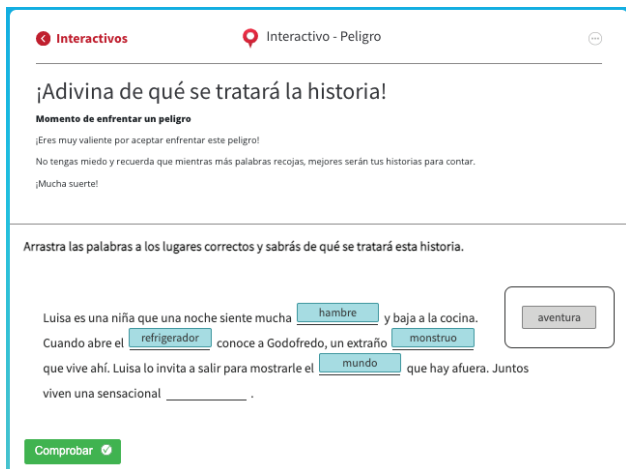 Interactivos
Interactivo - Peligro
¡Adivina de qué se tratará la historia!
Momento de enfrentar un peligro
¡Eres muy valiente por aceptar enfrentar este peligro!
No tengas miedo y recuerda que mientras más palabras recojas, mejores serán tus historias para contar.
¡Mucha suerte!
Arrastra las palabras a los lugares correctos y sabrás de qué se tratará esta historia.
Luisa es una niña que una noche siente mucha hambre y baja a la cocina.
aventura
Cuando abre el refrigerador conoce a Godofredo, un extraño monstruo
que vive ahí. Luisa lo invita a salir para mostrarle el mundo que hay afuera. Juntos
viven una sensacional ____________ .
Comprobar